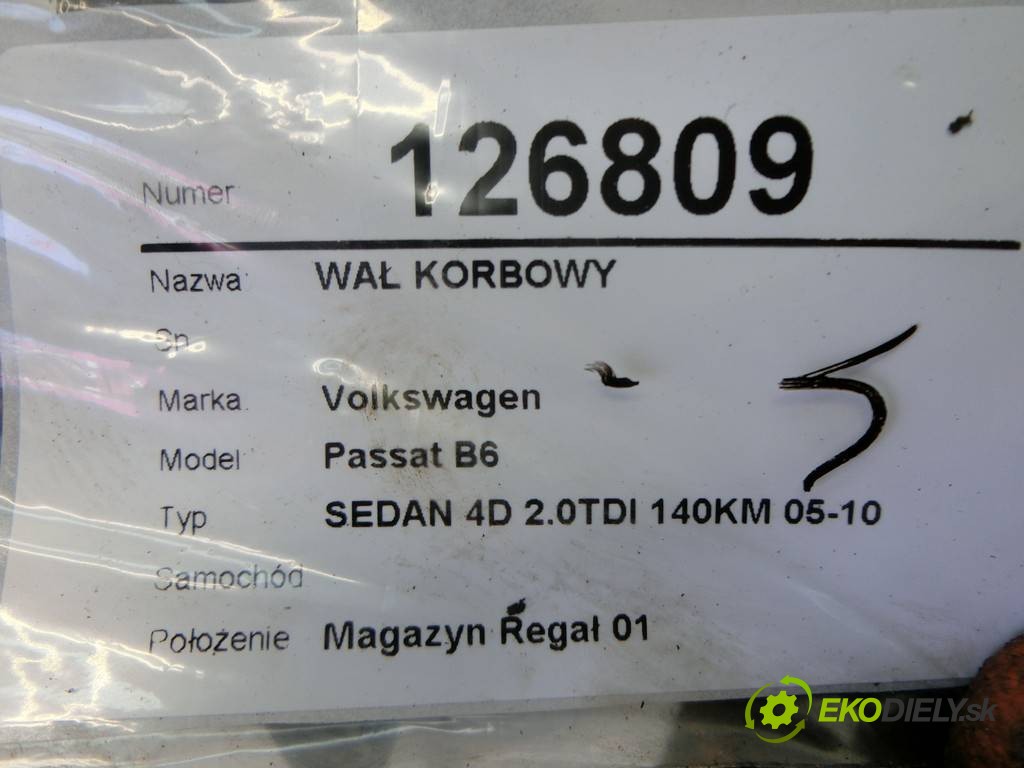 Numer 126809
Nazwa WAŁ KORBOWY
Sn
Marka Volkswagen
Model Passat B6
Typ SEDAN 4D 2.0TDI 140KM 05-10
Samochód
Położenie Magazyn Regał 01
EKODIELY.sk